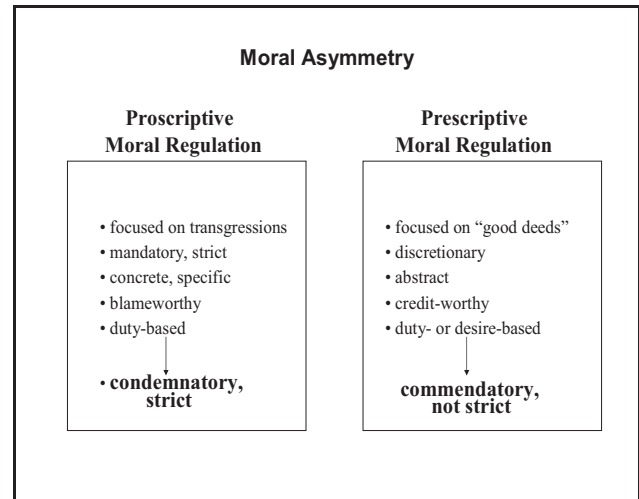 Moral Asymmetry
Proscriptive
Moral Regulation
• focused on transgressions
• mandatory, strict
• concrete, specific
• blameworthy
• duty-based
• condemnatory,
strict
Prescriptive
Moral Regulation
• focused on “good deeds”
• discretionary
• abstract
• credit-worthy
• duty- or desire-based
commendatory,
not strict